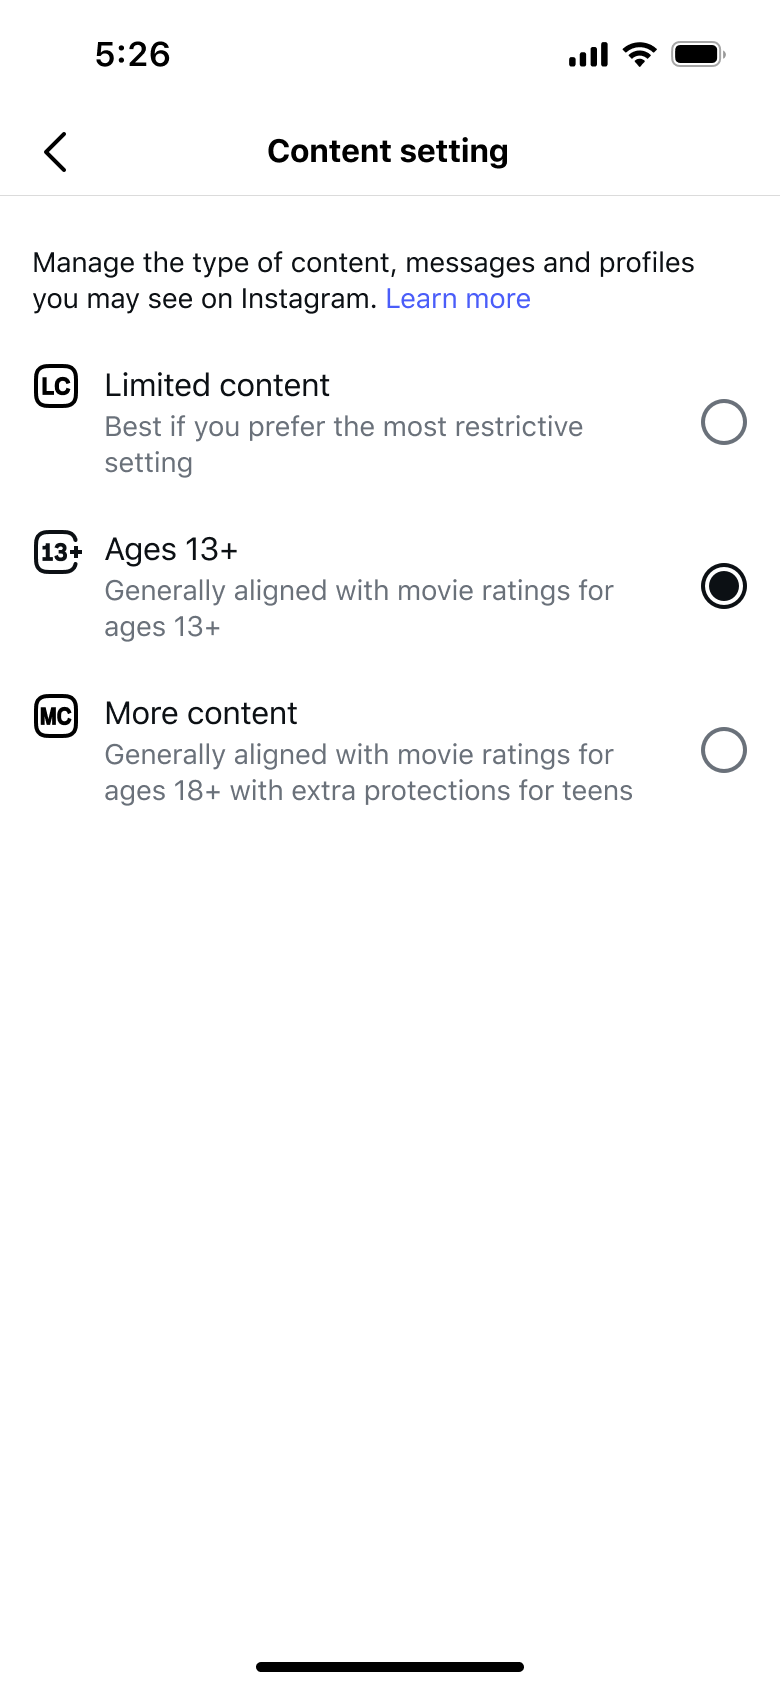 5:26
Content setting
Manage the type of content, messages and profiles
you may see on Instagram. Learn more
LC
Limited content
Best if you prefer the most restrictive
setting
13+
Ages 13+
Generally aligned with movie ratings for
ages 13+
MC
More content
Generally aligned with movie ratings for
ages 18+ with extra protections for teens